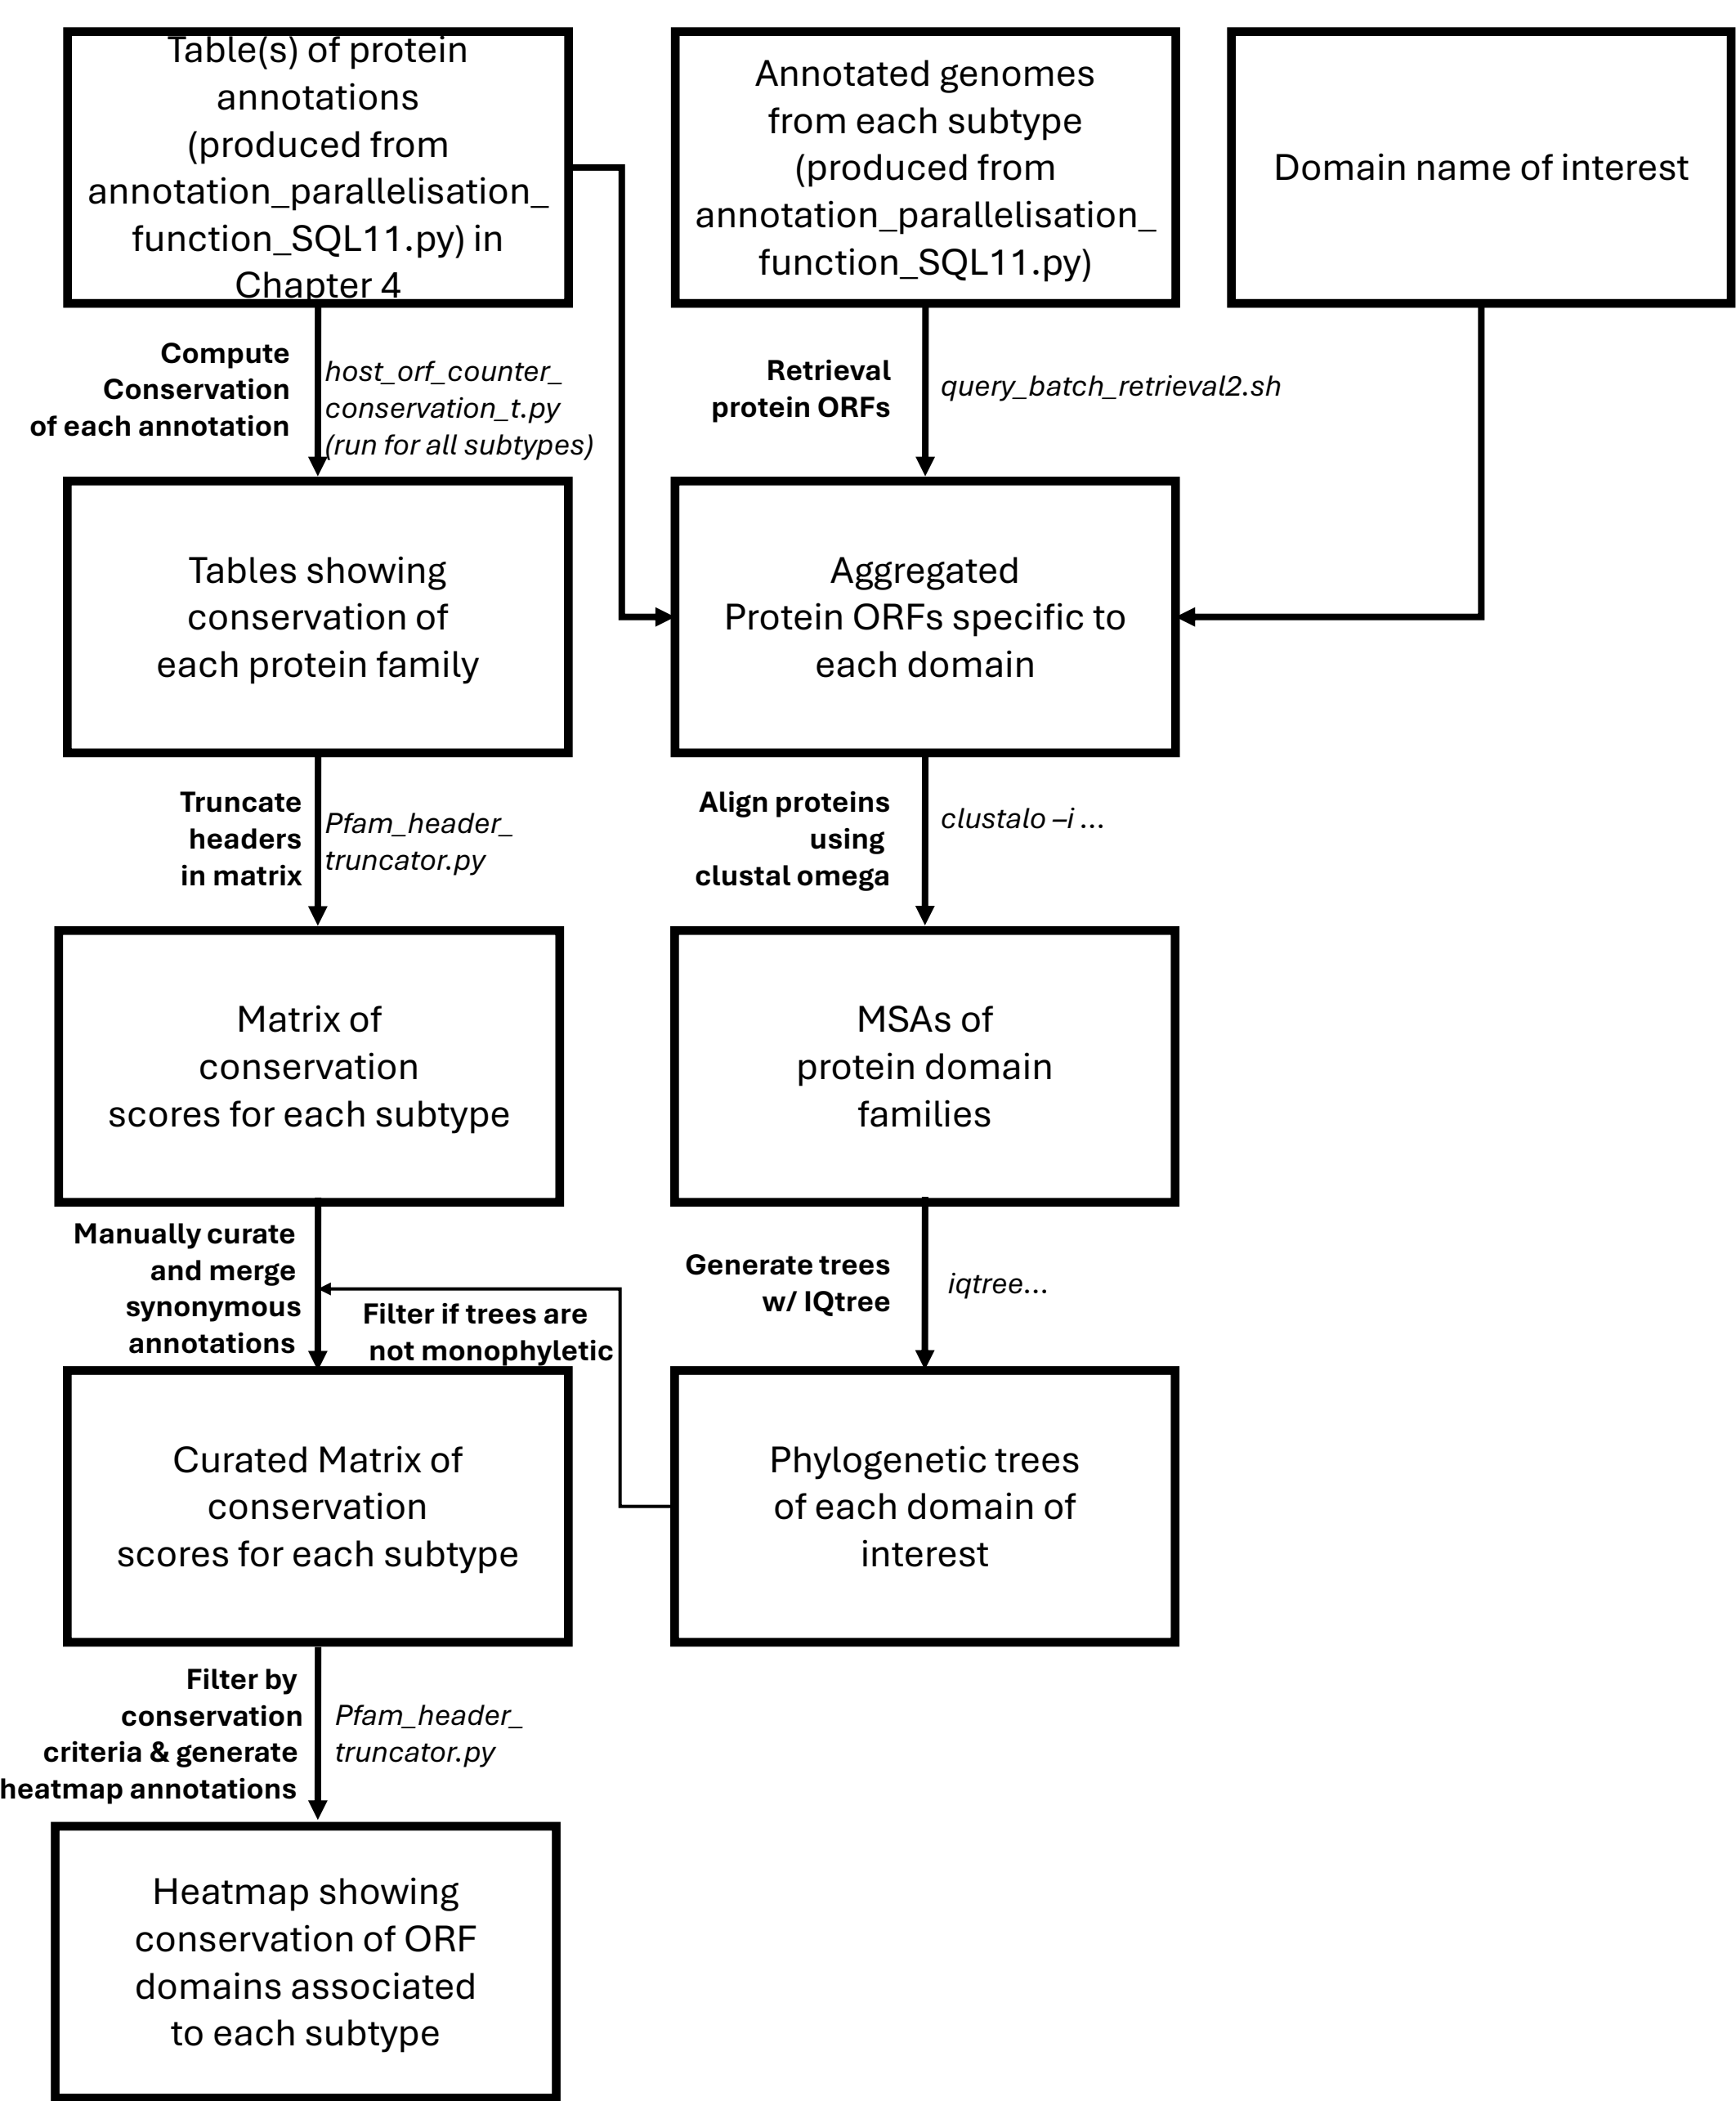 Table(s) of protein
annotations
(produced from
annotation_parallelisation_
function_SQL11.py) in
Chapter 4
Annotated genomes
from each subtype
(produced from
annotation_parallelisation_
function_SQL11.py)
Domain name of interest
Compute
Conservation
of each annotation
host_orf_counter_
conservation_t.py
(run for all subtypes)
Retrieval
protein ORFs
query_batch_retrieval2.sh
Tables showing
conservation of
each protein family
Aggregated
Protein ORFs specific to
each domain
Truncate
headers
in matrix
Pfam_header_
truncator.py
Align proteins
using
clustal omega
clustalo –i ...
Matrix of
conservation
scores for each subtype
MSAs of
protein domain
families
Manually curate
and merge
synonymous
annotations
Filter if trees are
not monophyletic
Generate trees
w/ IQtree
iqtree...
Curated Matrix of
conservation
scores for each subtype
Phylogenetic trees
of each domain of
interest
Filter by
conservation
criteria & generate
heatmap annotations
Pfam_header_
truncator.py
Heatmap showing
conservation of ORF
domains associated
to each subtype